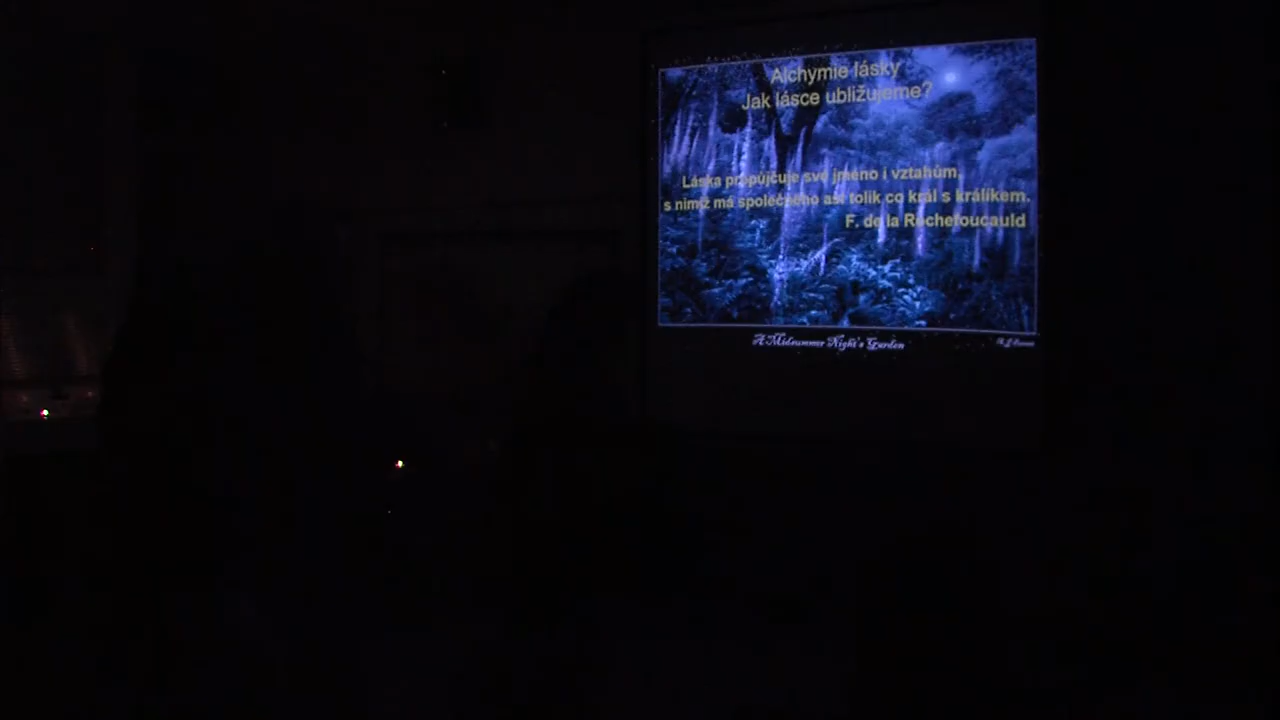 Alchymie lásky
Jak lásce ubližujeme?
Láska propůjčuje své jméno i vztahům,
s nimiž má společného asi tolik co král s králíkem.
F. de la Rochefoucauld
A Midsummer Night's Garden